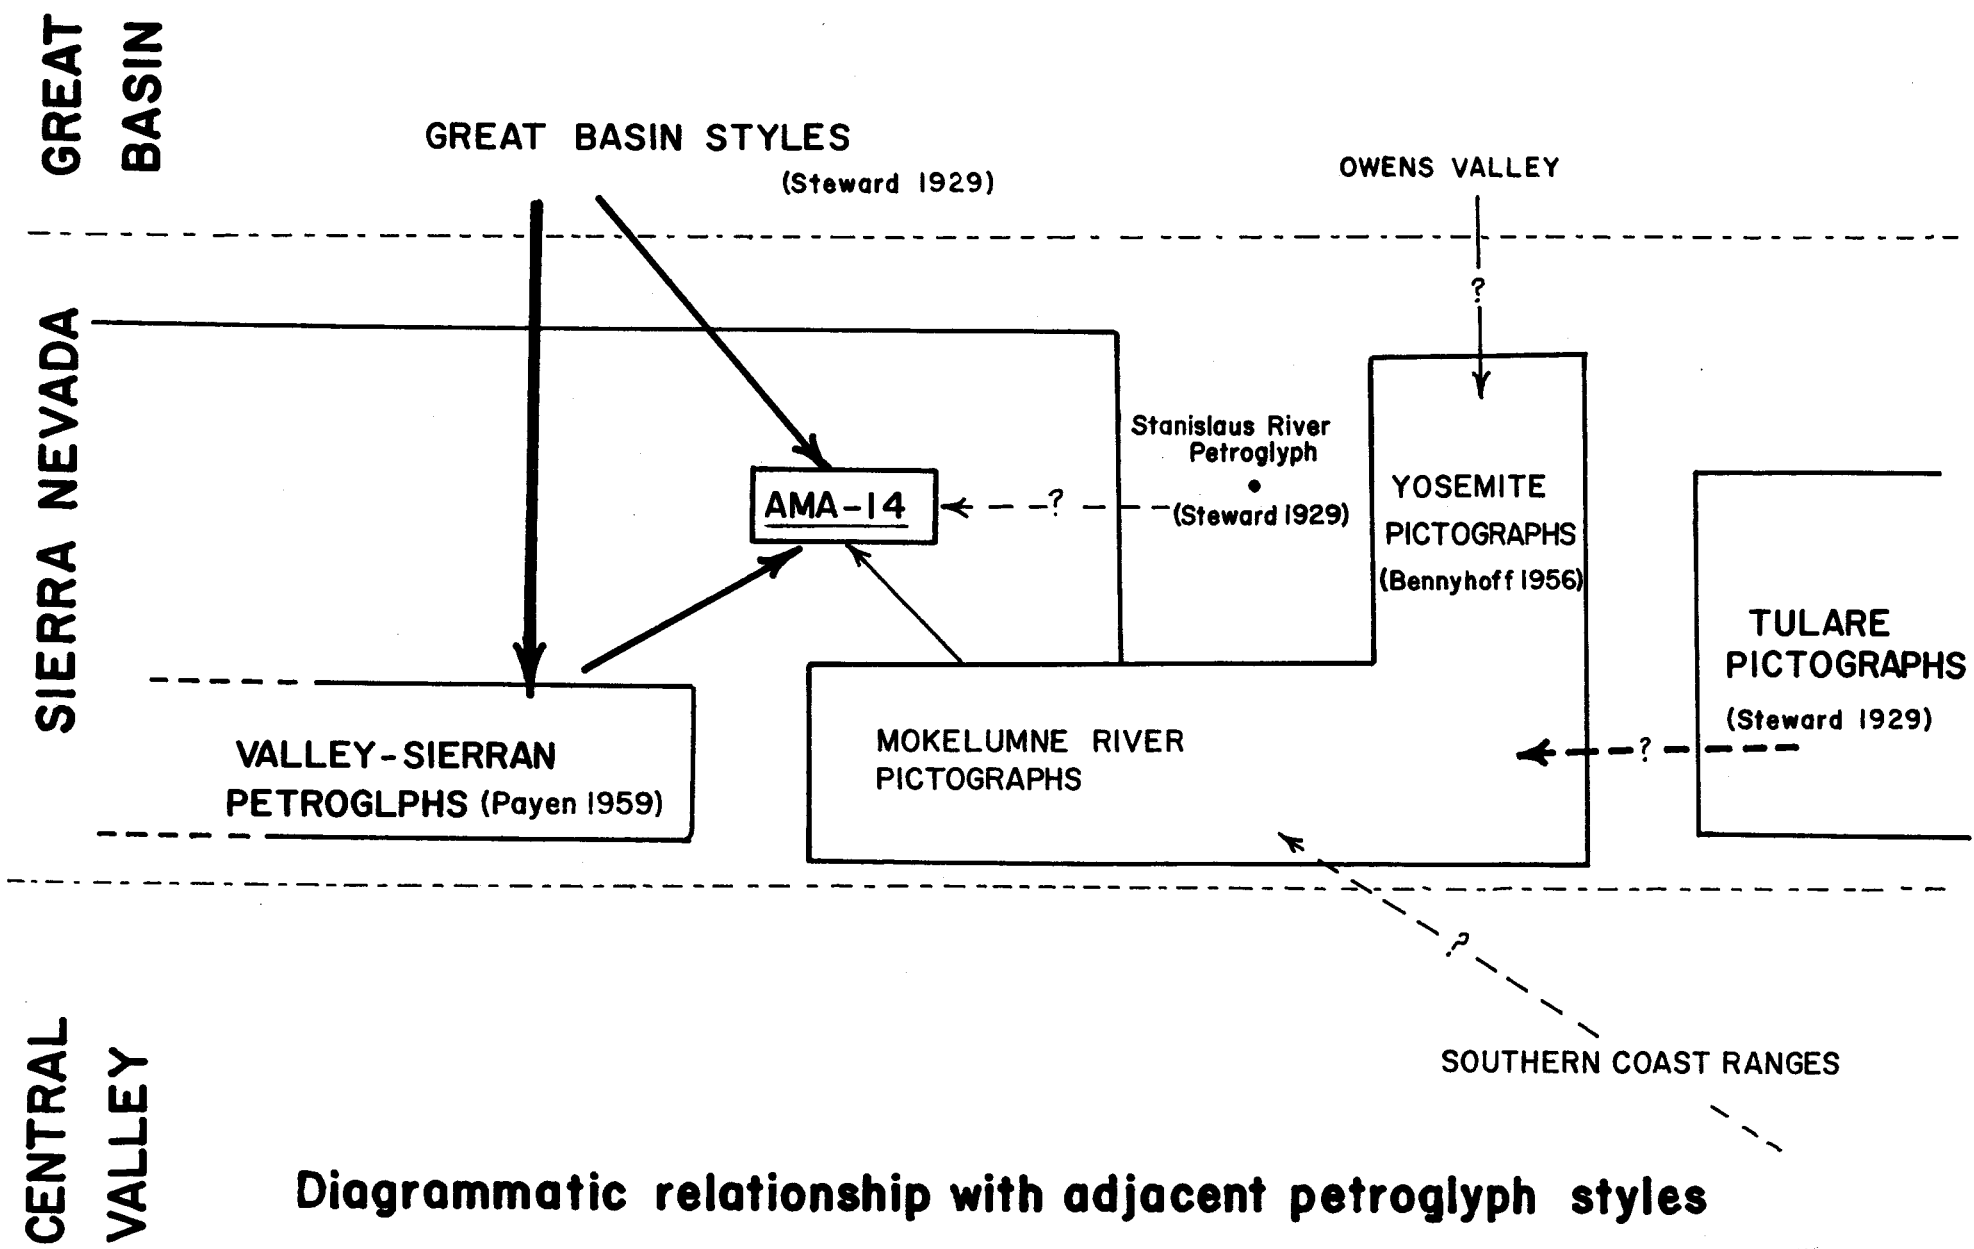 GREAT
BASIN
GREAT BASIN STYLES
(Steward 1929)
OWENS VALLEY
?
SIERRA NEVADA
Stanislaus River
Petroglyph
(Steward 1929)
AMA-14
?
YOSEMITE
PICTOGRAPHS
(Bennyhoff 1956)
TULARE
PICTOGRAPHS
(Steward 1929)
?
VALLEY-SIERRAN
PETROGLPHS (Payen 1959)
MOKELUMNE RIVER
PICTOGRAPHS
?
SOUTHERN COAST RANGES
CENTRAL
VALLEY
Diagrammatic relationship with adjacent petroglyph styles